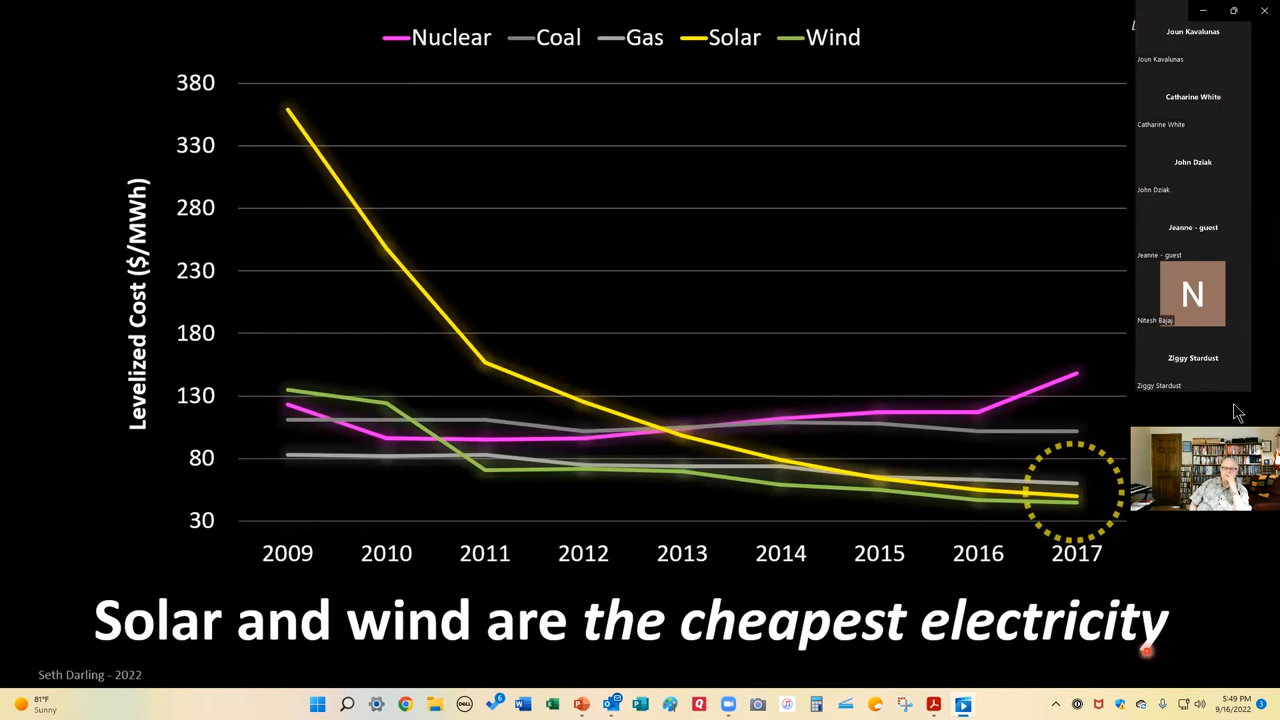 Nuclear Coal Gas Solar Wind
380
330
280
230
180
130
80
30
Levelized Cost ($/MWh)
2009 2010 2011 2012 2013 2014 2015 2016 2017
Solar and wind are the cheapest electricity
Seth Darling - 2022
Joun Kavalunas
Joun Kavalunas
Catharine White
Catharine White
John Dziak
John Dziak
Jeanne - guest
Jeanne - guest
N
Nitesh Bajaj
Ziggy Stardust
Ziggy Stardust
81°F
Sunny
DELL
6
W
X
P
Q
5:49 PM
9/16/2022
3